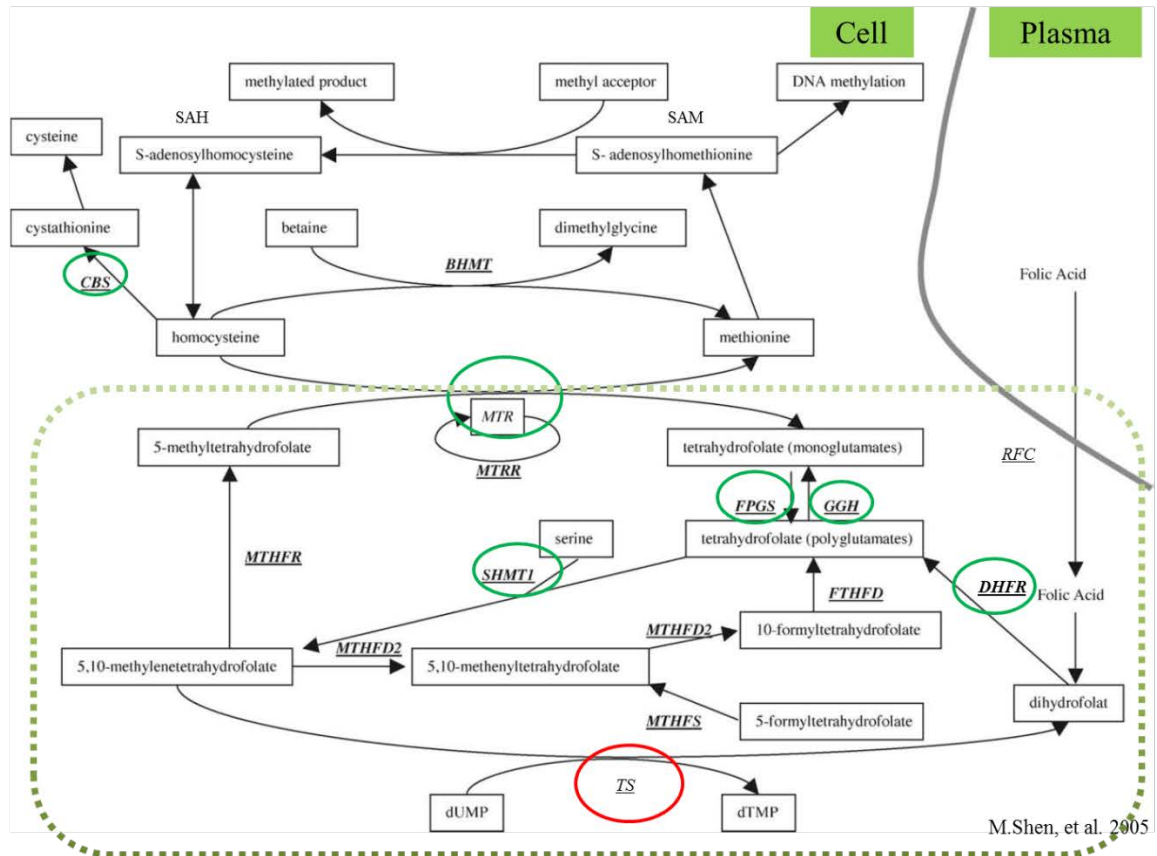 Cell
Plasma
methylated product
methyl acceptor
DNA methylation
SAH
SAM
cysteine
S-adenosylhomocysteine
S- adenosylhomethionine
cystathionine
betaine
dimethylglycine
CBS
BHMT
Folic Acid
homocysteine
methionine
MTR
5-methyltetrahydrofolate
tetrahydrofolate (monoglutamates)
MTRR
RFC
FPGS
GGH
serine
tetrahydrofolate (polyglutamates)
MTHFR
SHMT1
DHFR
FTHFD
Folic Acid
MTHFD2
MTHFD2
10-formyltetrahydrofolate
5,10-methylenetetrahydrofolate
5,10-methenyltetrahydrofolate
dihydrofolat
MTHFS
5-formyltetrahydrofolate
TS
dUMP
dTMP
M.Shen, et al. 2005